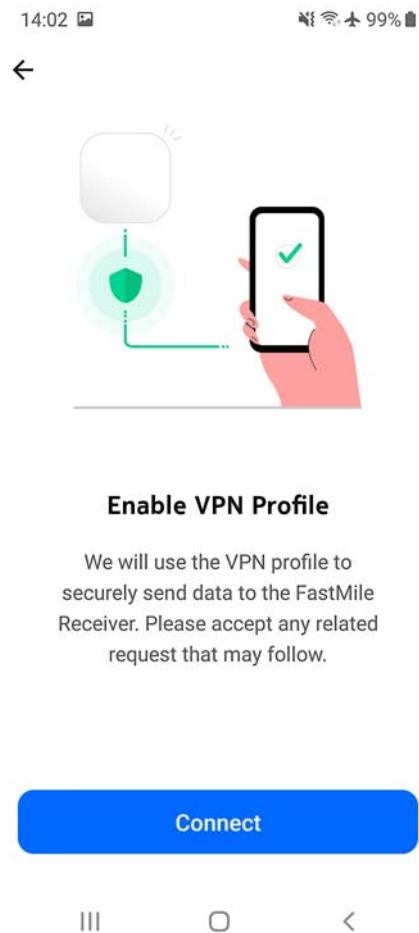 14:02 99%
Enable VPN Profile
We will use the VPN profile to
securely send data to the FastMile
Receiver. Please accept any related
request that may follow.
Connect